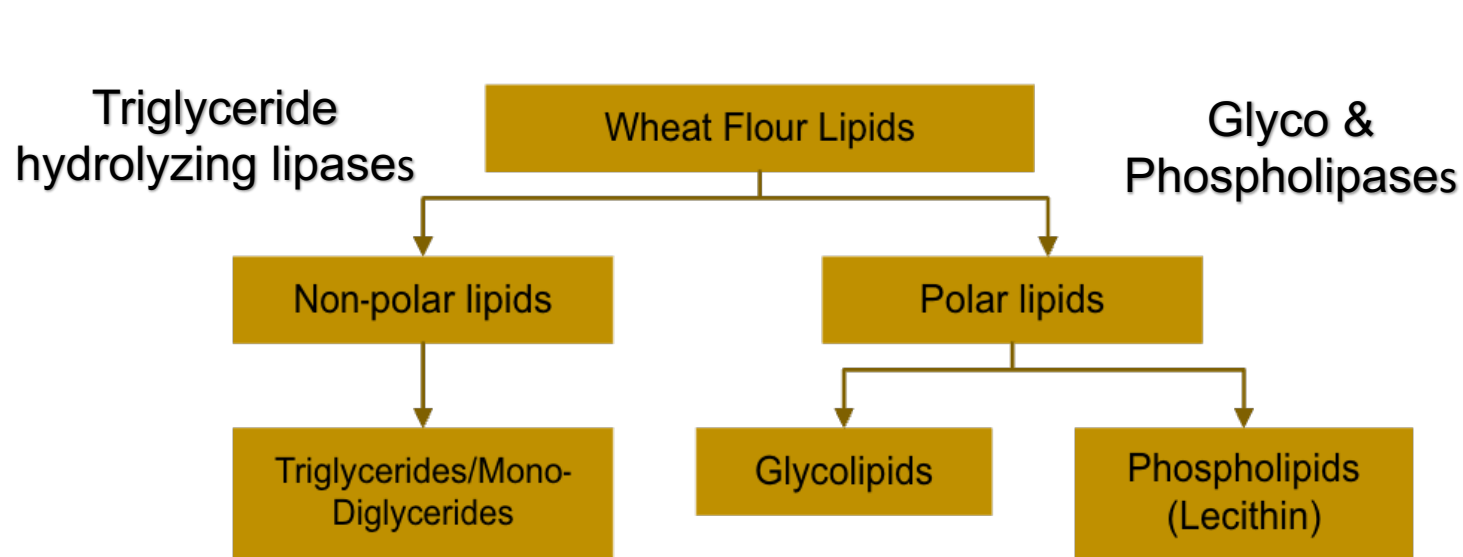 Triglyceride
hydrolyzing lipases
Wheat Flour Lipids
Glyco &
Phospholipases
Non-polar lipids
Polar lipids
Triglycerides/Mono-
Diglycerides
Glycolipids
Phospholipids
(Lecithin)